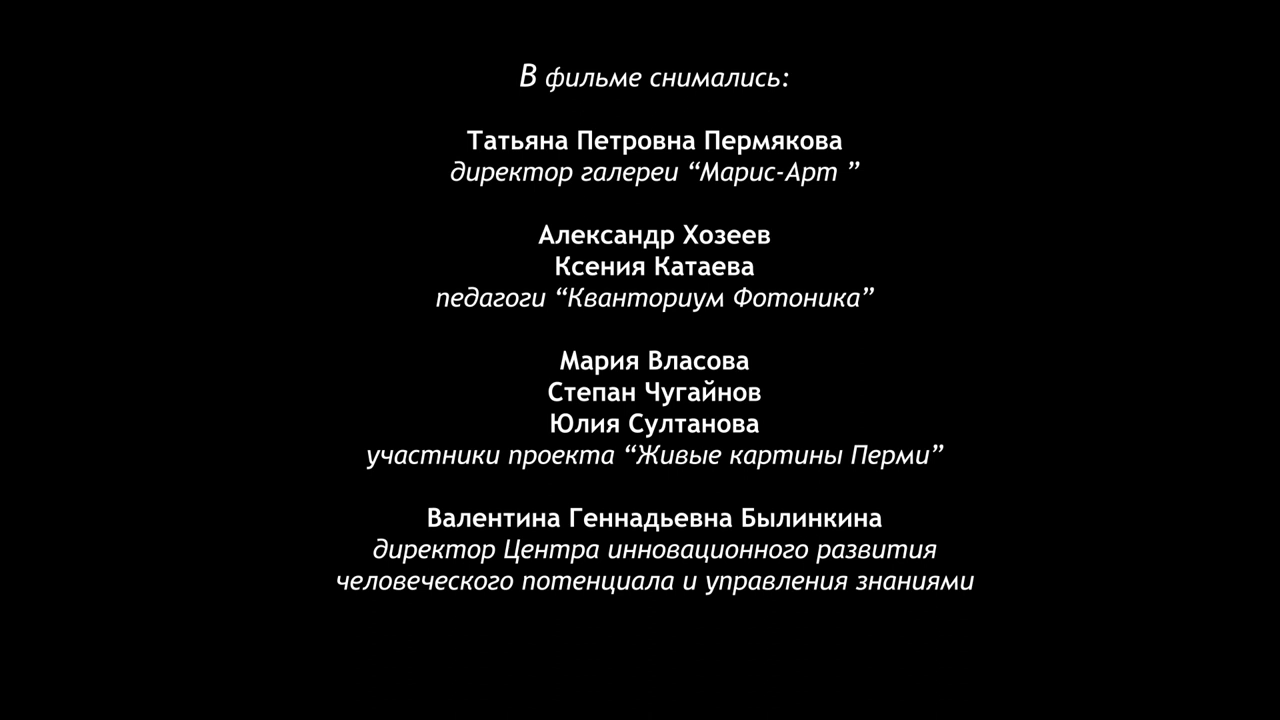 В фильме снимались:
Татьяна Петровна Пермякова
директор галереи “Марис-Арт ”
Александр Хозеев
Ксения Катаева
педагоги “Кванториум Фотоника”
Мария Власова
Степан Чугайнов
Юлия Султанова
участники проекта “Живые картины Перми”
Валентина Геннадьевна Былинкина
директор Центра инновационного развития
человеческого потенциала и управления знаниями